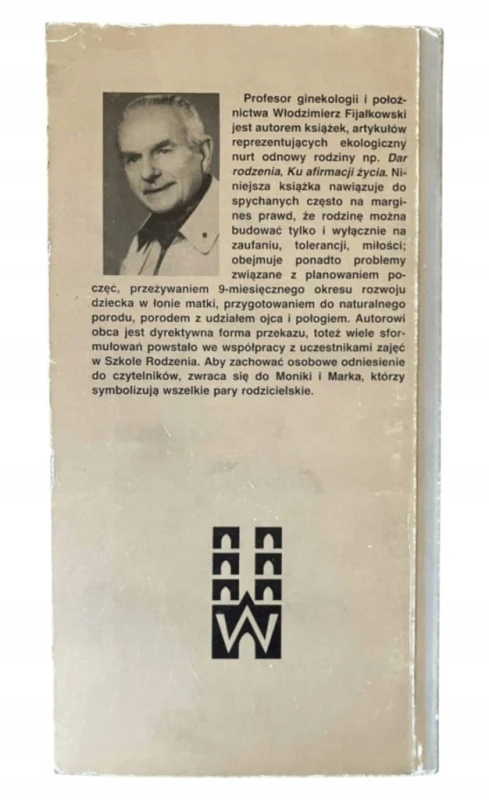 Profesor ginekologii i położ-
nictwa Włodzimierz Fijałkowski
jest autorem książek, artykułów
reprezentujących ekologiczny
nurt odnowy rodziny np. Dar
rodzenia, Ku afirmacji życia. Ni-
niejsza książka nawiązuje do
spychanych często na margi-
nes prawd, że rodzinę można
budować tylko i wyłącznie na
zaufaniu, tolerancji, miłości;
obejmuje ponadto problemy
związane z planowaniem po-
częć, przeżywaniem 9-miesięcznego okresu rozwoju
dziecka w łonie matki, przygotowaniem do naturalnego
porodu, porodem z udziałem ojca i połogiem. Autorowi
obca jest dyrektywna forma przekazu, toteż wiele sfor-
mułowań powstało we współpracy z uczestnikami zajęć
w Szkole Rodzenia. Aby zachować osobowe odniesienie
do czytelników, zwraca się do Moniki i Marka, którzy
symbolizują wszelkie pary rodzicielskie.
W